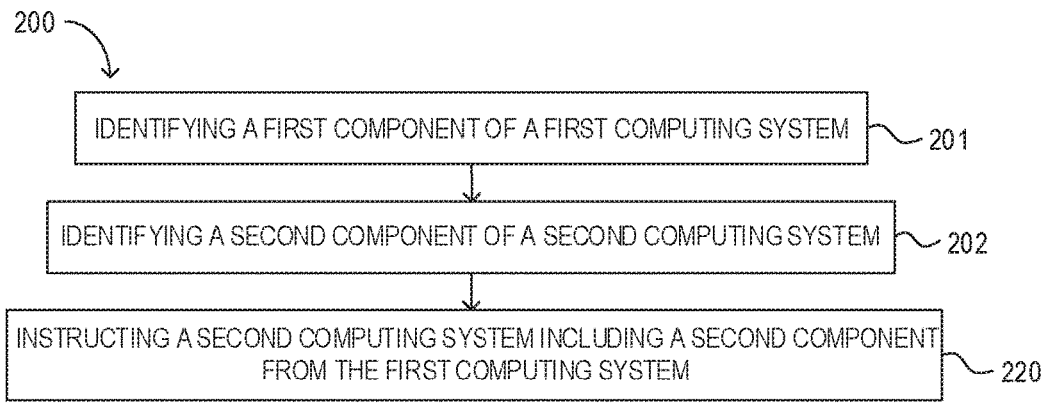 200
IDENTIFYING A FIRST COMPONENT OF A FIRST COMPUTING SYSTEM
201
IDENTIFYING A SECOND COMPONENT OF A SECOND COMPUTING SYSTEM
202
INSTRUCTING A SECOND COMPUTING SYSTEM INCLUDING A SECOND COMPONENT
FROM THE FIRST COMPUTING SYSTEM
220